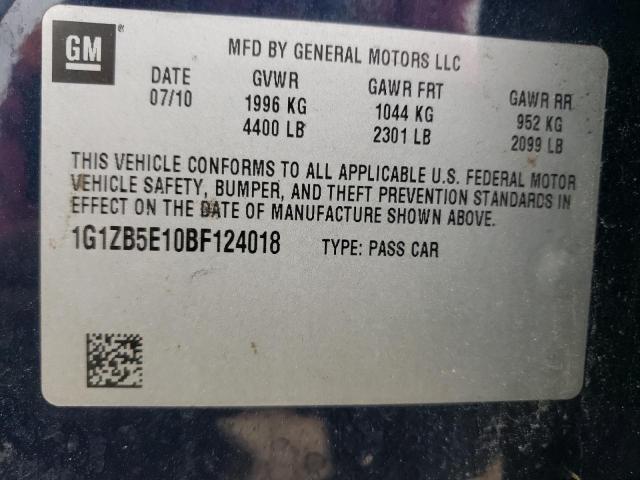 GM
MFD BY GENERAL MOTORS LLC
DATE GVWR GAWR FRT GAWR RR
07/10 1996 KG 1044 KG 952 KG
4400 LB 2301 LB 2099 LB
THIS VEHICLE CONFORMS TO ALL APPLICABLE U.S. FEDERAL MOTOR
VEHICLE SAFETY, BUMPER, AND THEFT PREVENTION STANDARDS IN
EFFECT ON THE DATE OF MANUFACTURE SHOWN ABOVE.
1G1ZB5E10BF124018 TYPE: PASS CAR